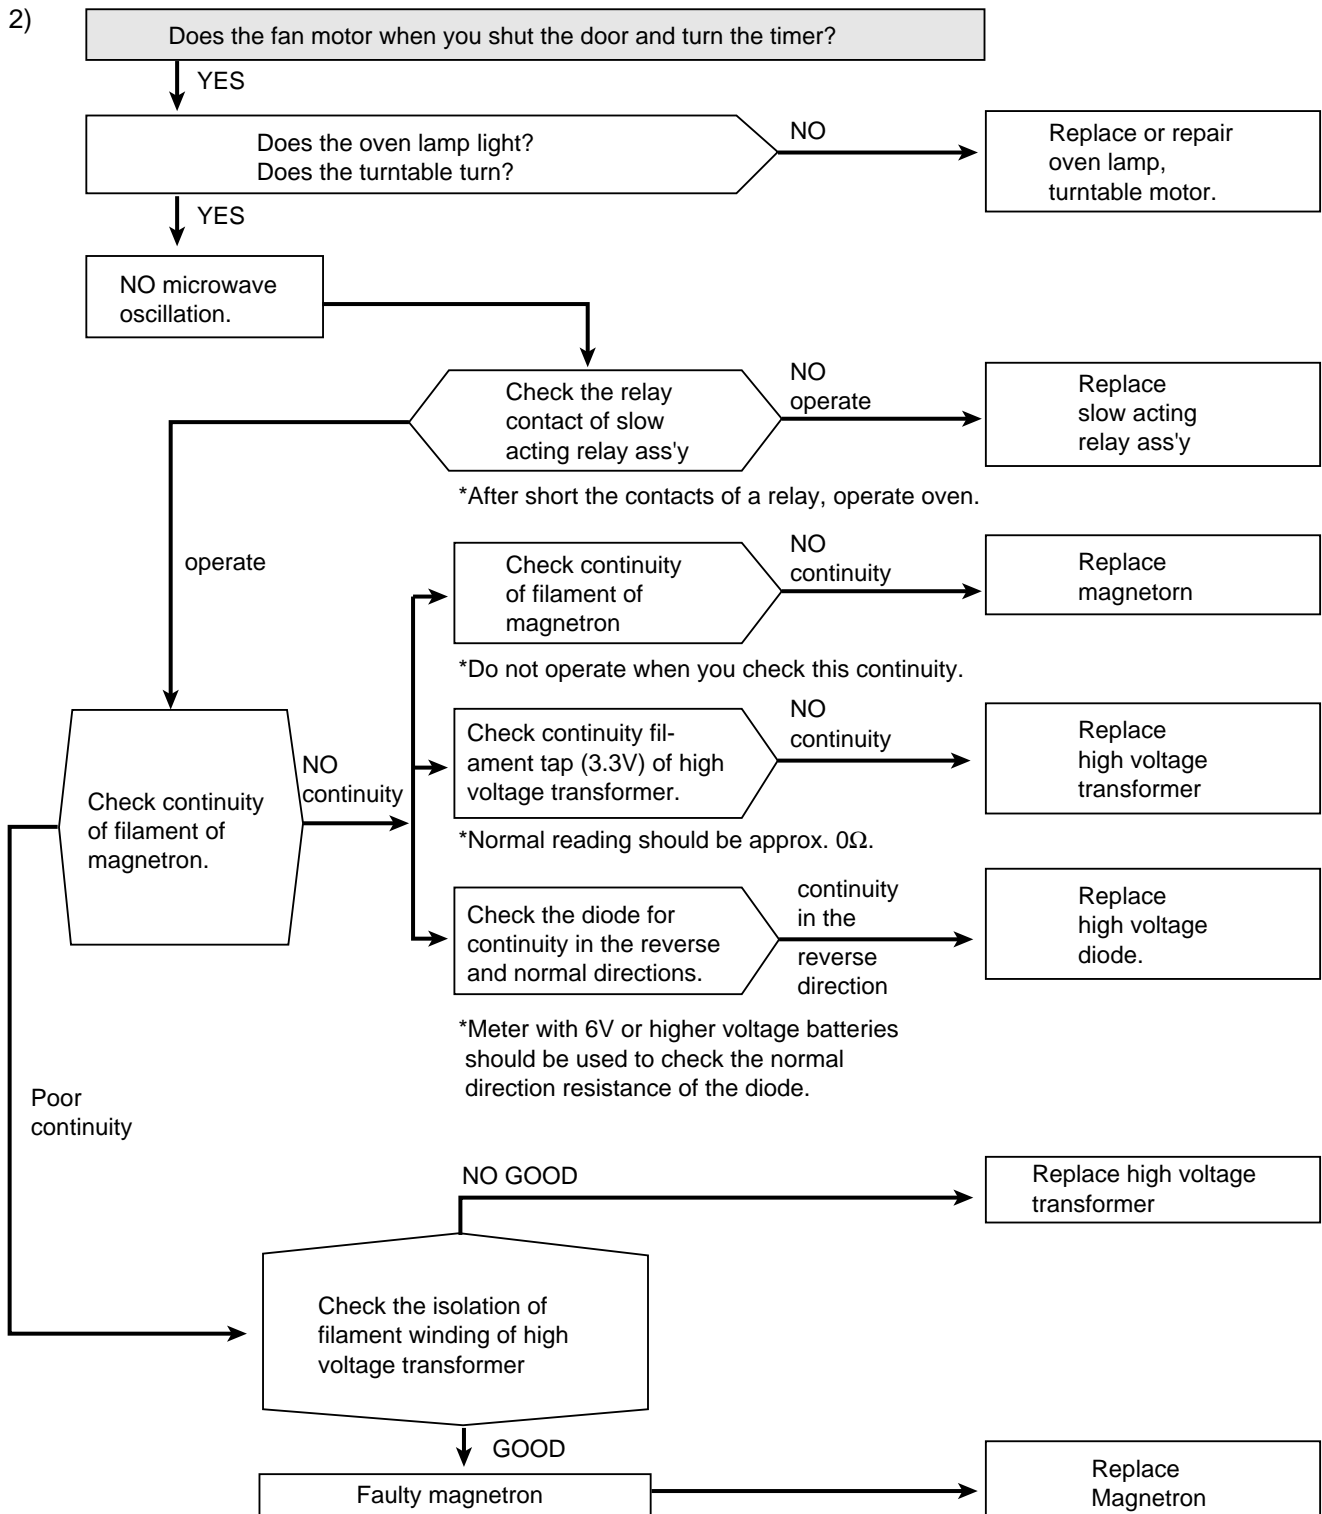 2)
Does the fan motor when you shut the door and turn the timer?
YES
Does the oven lamp light?
Does the turntable turn?
NO
Replace or repair
oven lamp,
turntable motor.
YES
NO microwave
oscillation.
Check the relay
contact of slow
acting relay ass'y
NO
operate
Replace
slow acting
relay ass'y
*After short the contacts of a relay, operate oven.
operate
Check continuity
of filament of
magnetron
NO
continuity
Replace
magnetorn
*Do not operate when you check this continuity.
Check continuity
of filament of
magnetron.
NO
continuity
Check continuity fil-
ament tap (3.3V) of high
voltage transformer.
NO
continuity
Replace
high voltage
transformer
*Normal reading should be approx. 0Ω.
Check the diode for
continuity in the reverse
and normal directions.
continuity
in the
reverse
direction
Replace
high voltage
diode.
*Meter with 6V or higher voltage batteries
should be used to check the normal
direction resistance of the diode.
Poor
continuity
NO GOOD
Replace high voltage
transformer
Check the isolation of
filament winding of high
voltage transformer
GOOD
Faulty magnetron
Replace
Magnetron